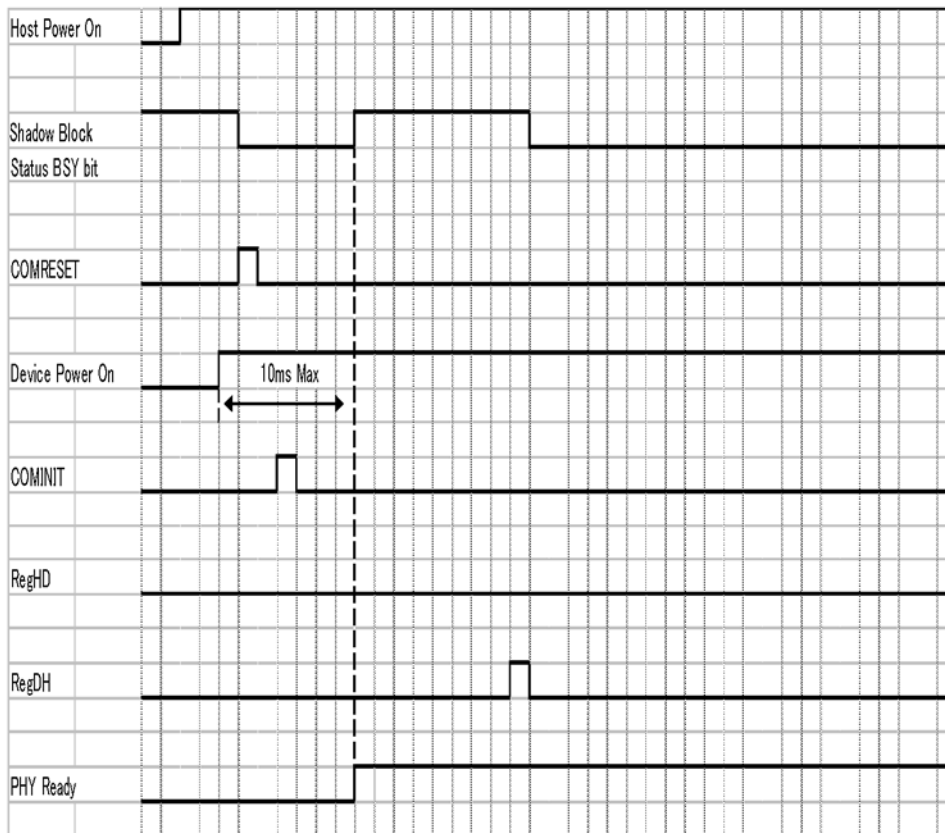 Host Power On
Shadow Block
Status BSY bit
COMRESET
Device Power On
10ms Max
COMINIT
RegHD
RegDH
PHY Ready